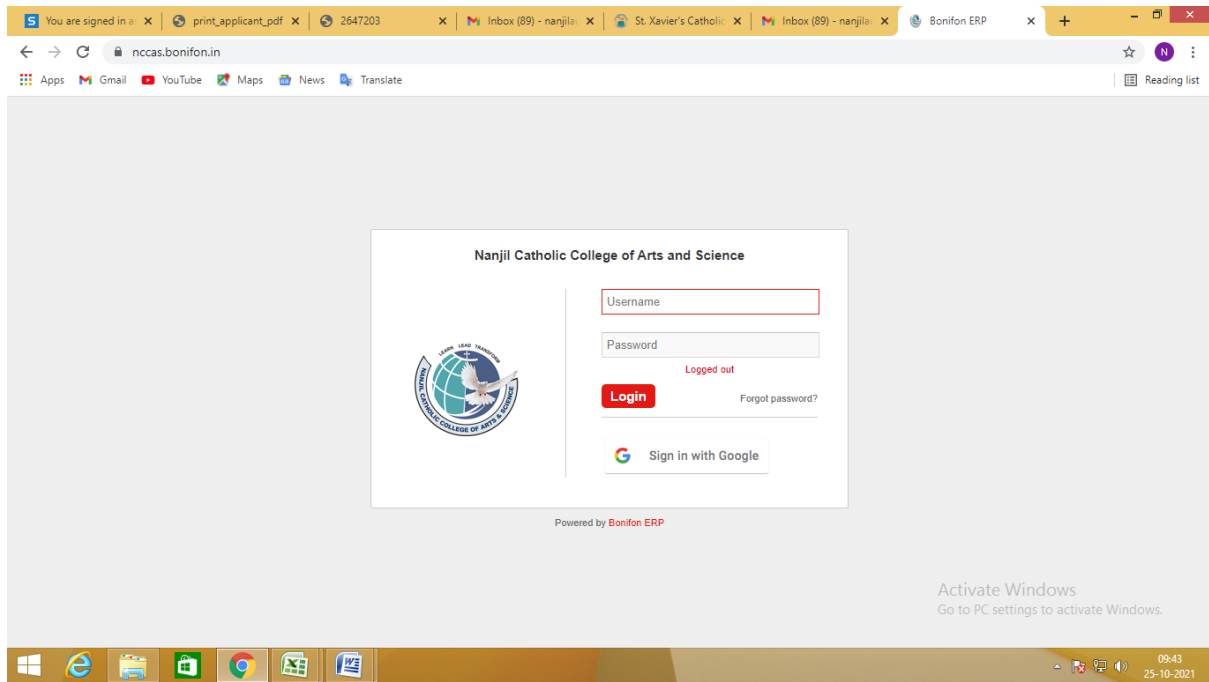 You are signed in a
print_applicant_pdf
2647203
Inbox (89) - nanjila
St. Xavier's Catholic
Inbox (89) - nanjila
Bonifon ERP
nccas.bonifon.in
N
Apps
Gmail
YouTube
Maps
News
Translate
Reading list
Nanjil Catholic College of Arts and Science
Username
Password
Logged out
Login
Forgot password?
LEARN LEAD TRANSFORM
NANJIL CATHOLIC COLLEGE OF ARTS & SCIENCE
Sign in with Google
Powered by Bonifon ERP
Activate Windows
Go to PC settings to activate Windows.
09:43
25-10-2021